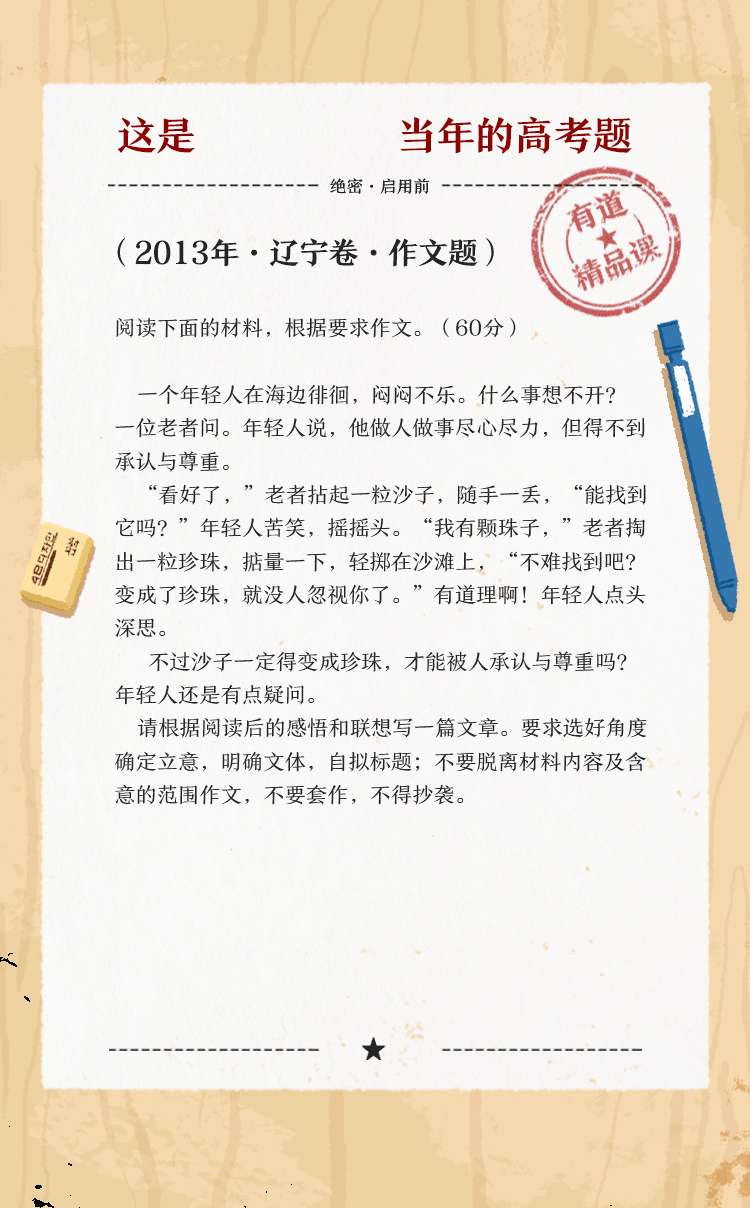 这是 当年的高考题
绝密·启用前
有道
精品课
（2013年·辽宁卷·作文题）
阅读下面的材料，根据要求作文。（60分）
一个年轻人在海边徘徊，闷闷不乐。什么事想不开？
一位老者问。年轻人说，他做人做事尽心尽力，但得不到
承认与尊重。
“看好了，”老者拈起一粒沙子，随手一丢，“能找到
它吗？”年轻人苦笑，摇摇头。“我有颗珠子，”老者掏
出一粒珍珠，掂量一下，轻掷在沙滩上，“不难找到吧？
变成了珍珠，就没人忽视你了。”有道理啊！年轻人点头
深思。
不过沙子一定得变成珍珠，才能被人承认与尊重吗？
年轻人还是有点疑问。
请根据阅读后的感悟和联想写一篇文章。要求选好角度
确定立意，明确文体，自拟标题；不要脱离材料内容及含
意的范围作文，不要套作，不得抄袭。